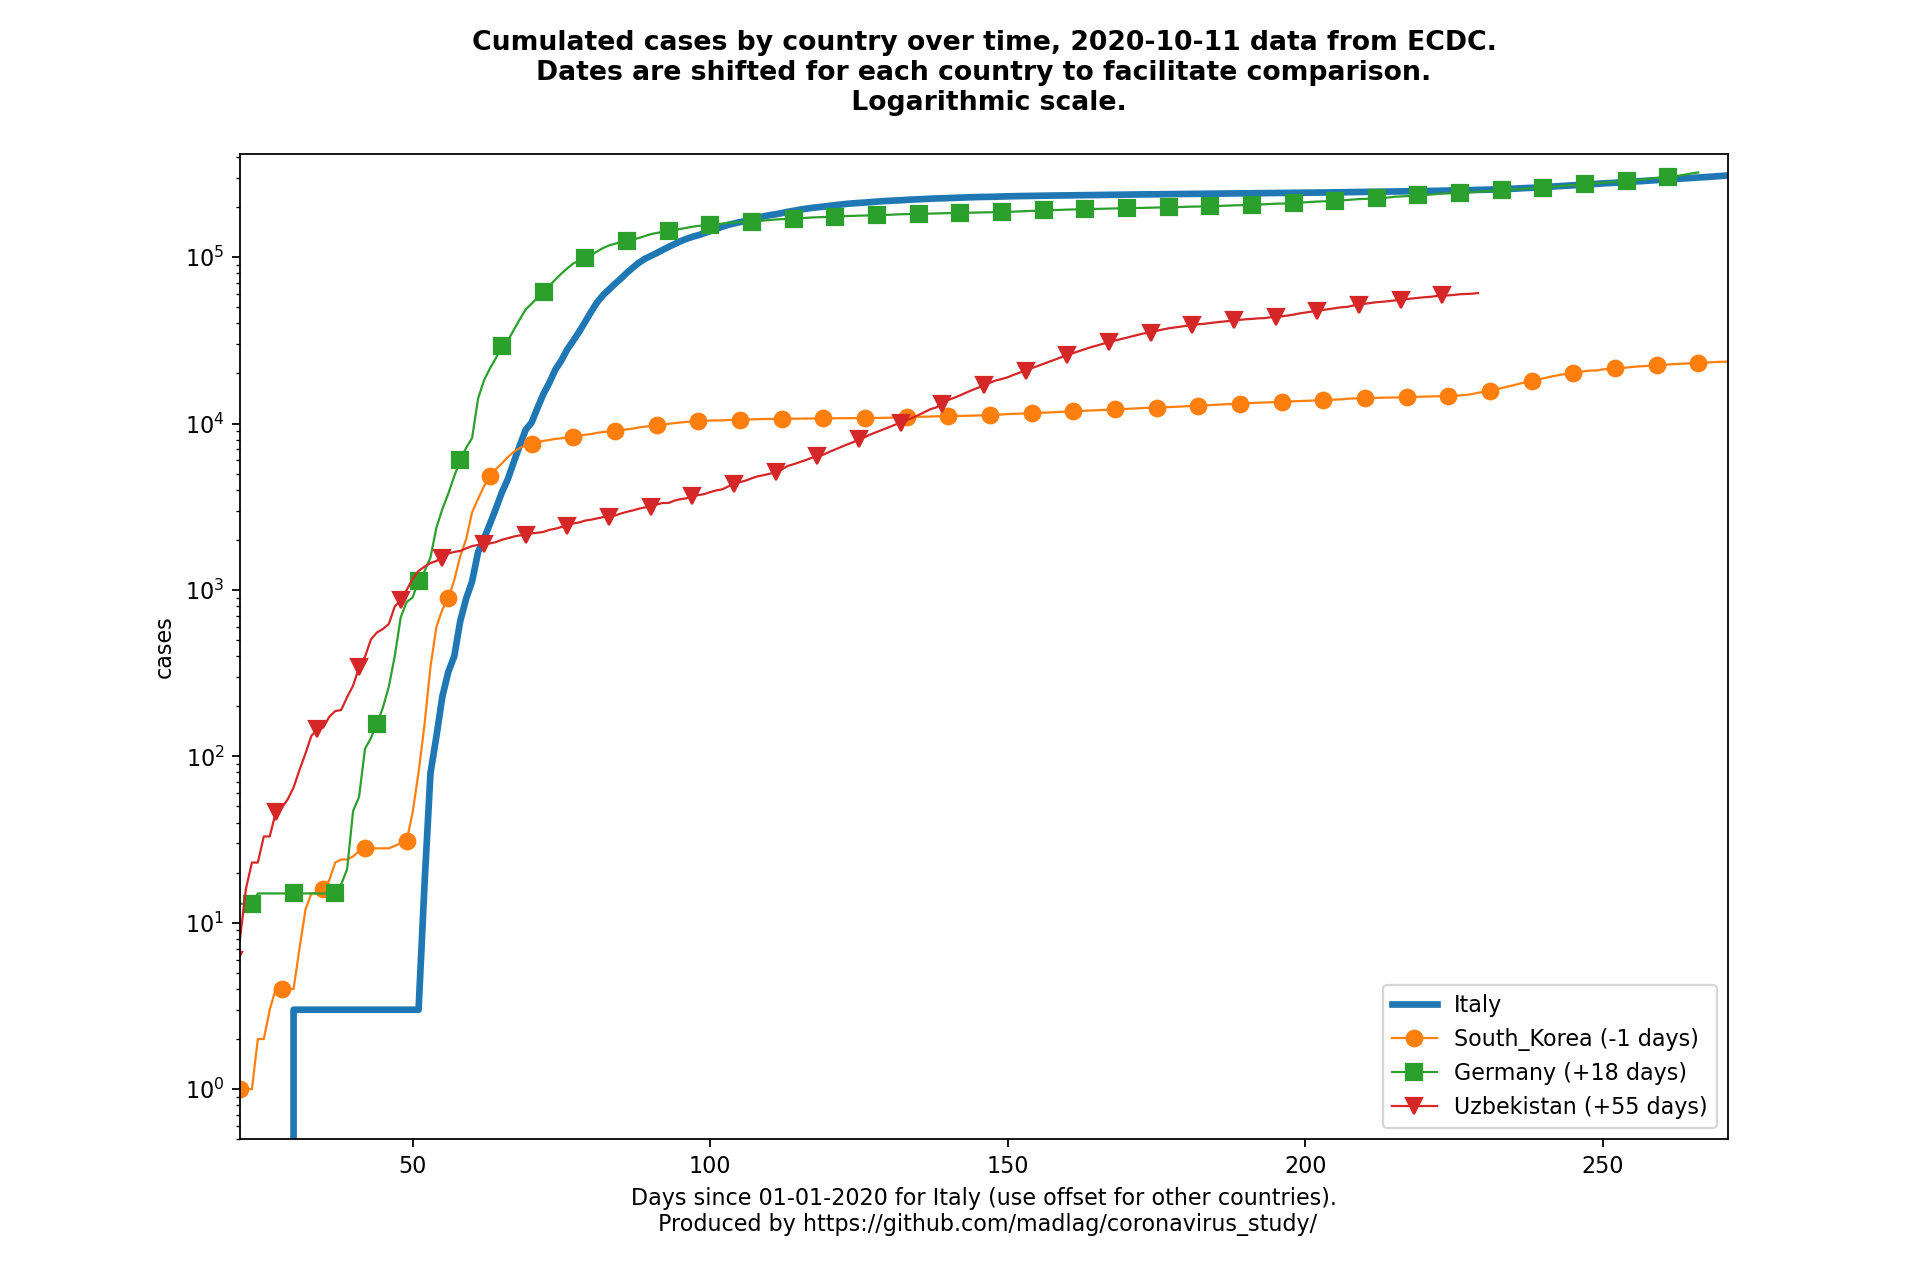 Cumulated cases by country over time, 2020-10-11 data from ECDC.
Dates are shifted for each country to facilitate comparison.
Logarithmic scale.
10^5
10^4
10^3
10^2
10^1
10^0
cases
Italy
South_Korea (-1 days)
Germany (+18 days)
Uzbekistan (+55 days)
50 100 150 200 250
Days since 01-01-2020 for Italy (use offset for other countries).
Produced by https://github.com/madlag/coronavirus_study/